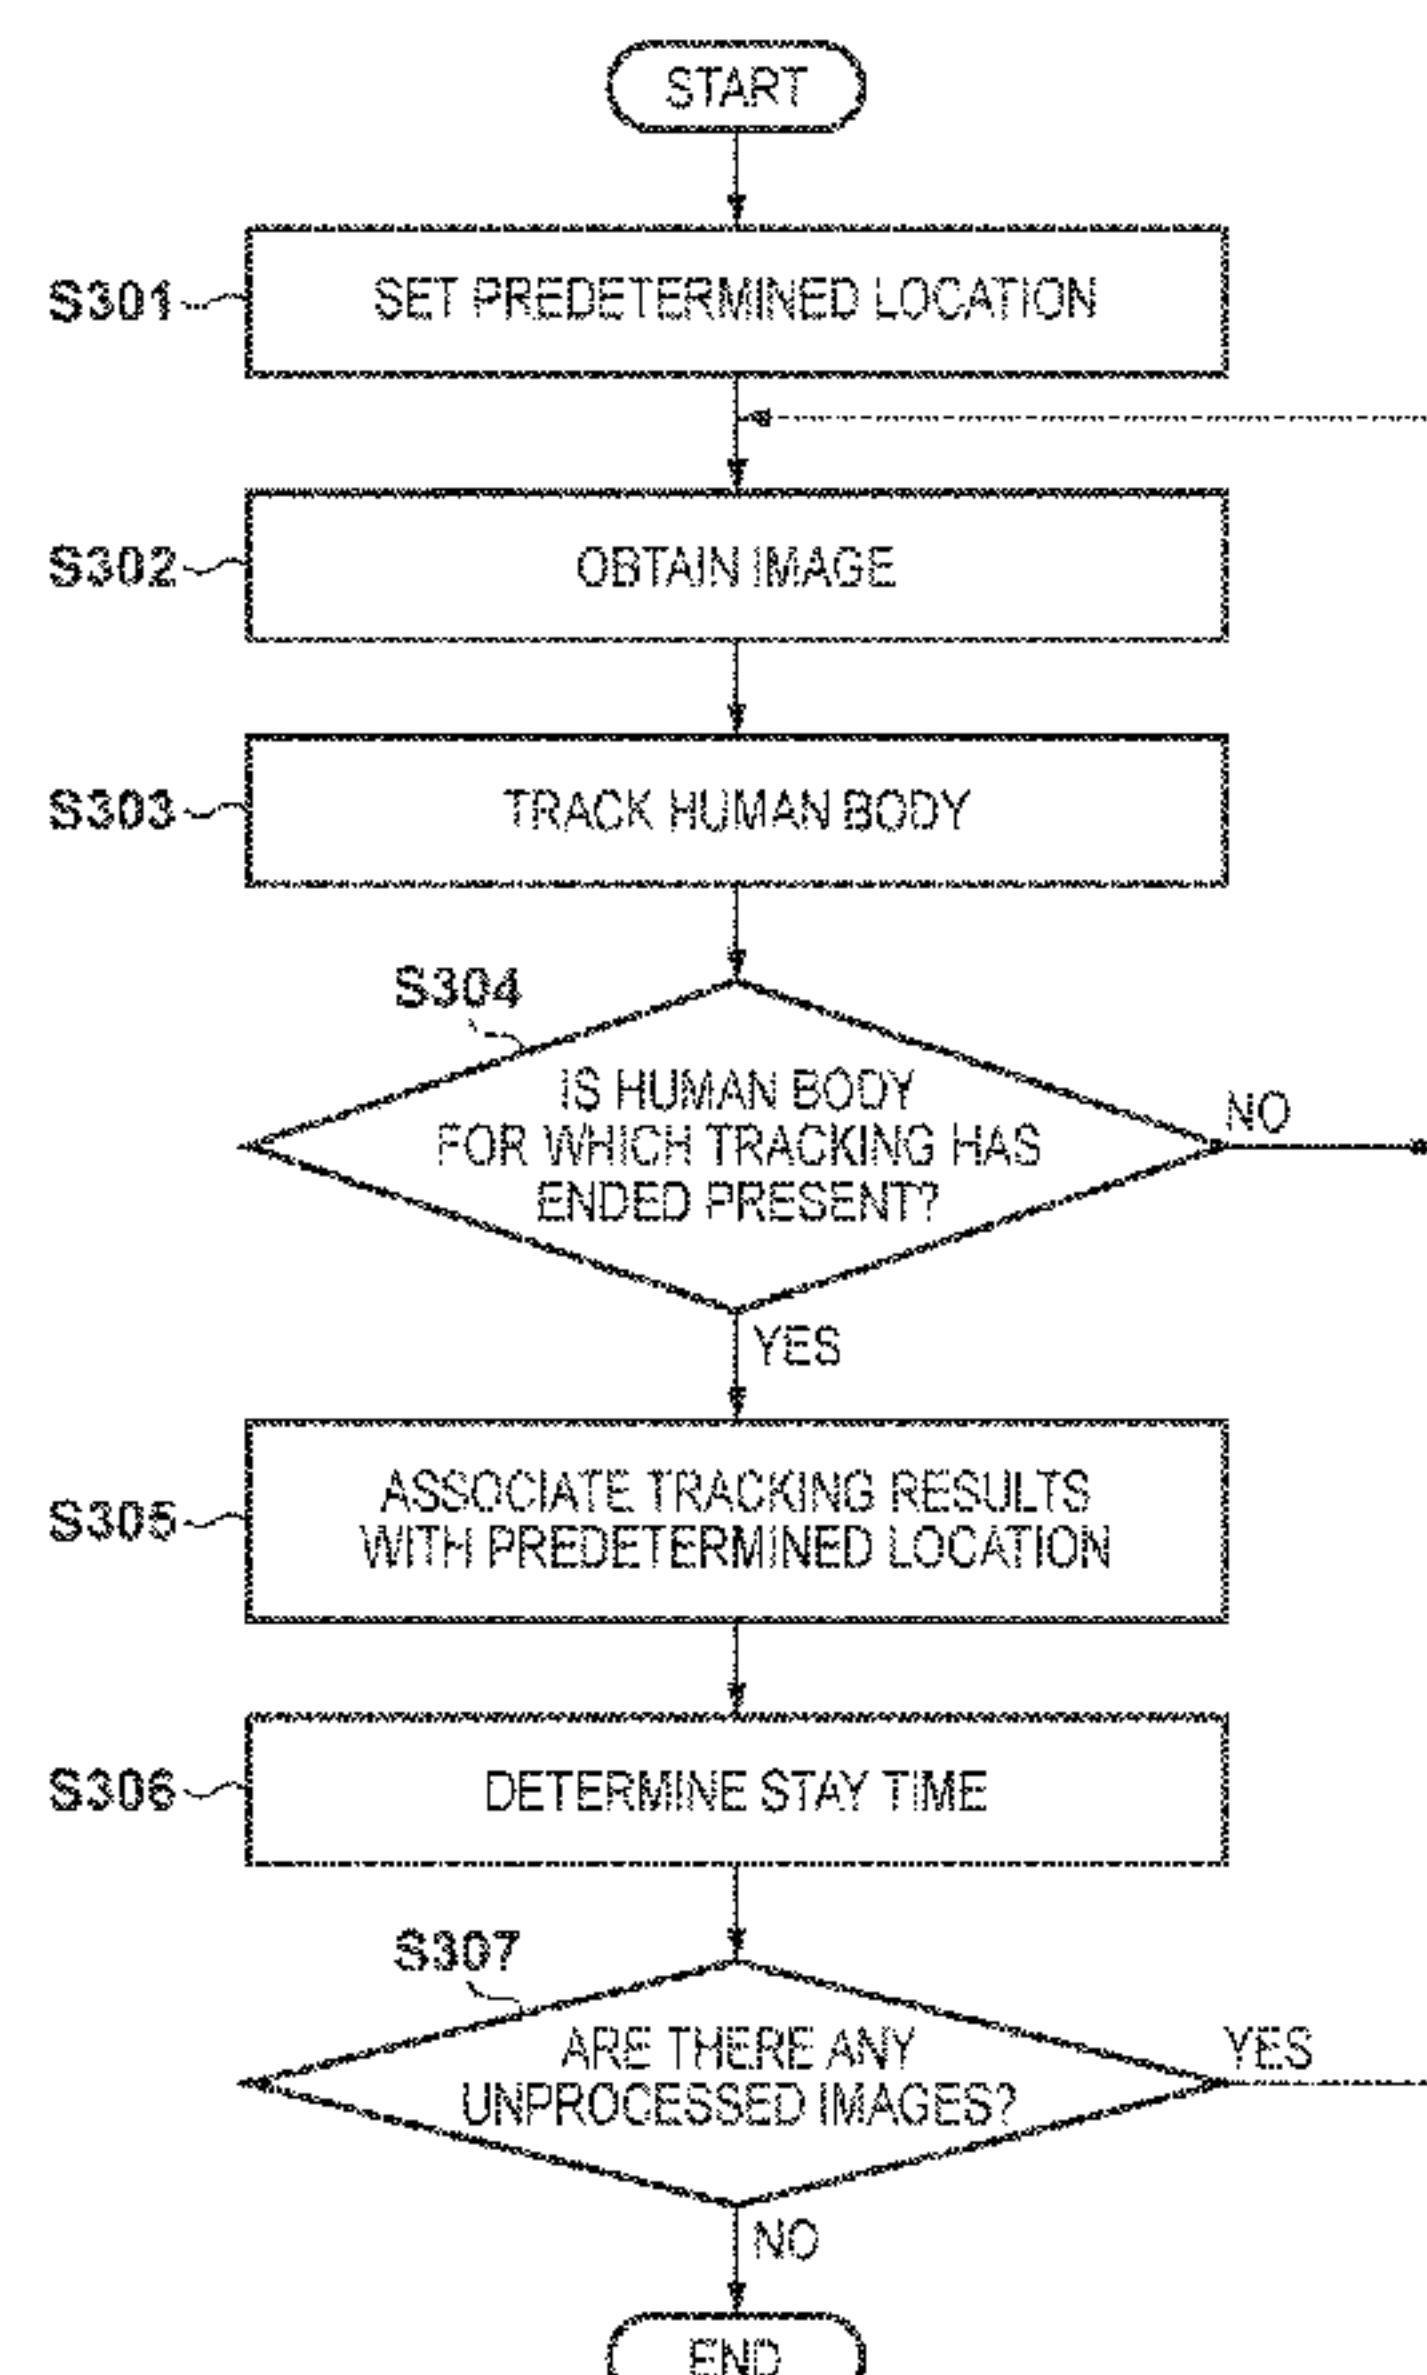 START
S301
SET PREDETERMINED LOCATION
S302
OBTAIN IMAGE
S303
TRACK HUMAN BODY
S304
IS HUMAN BODY
FOR WHICH TRACKING HAS
ENDED PRESENT?
NO
YES
S305
ASSOCIATE TRACKING RESULTS
WITH PREDETERMINED LOCATION
S306
DETERMINE STAY TIME
S307
ARE THERE ANY
UNPROCESSED IMAGES?
YES
NO
END